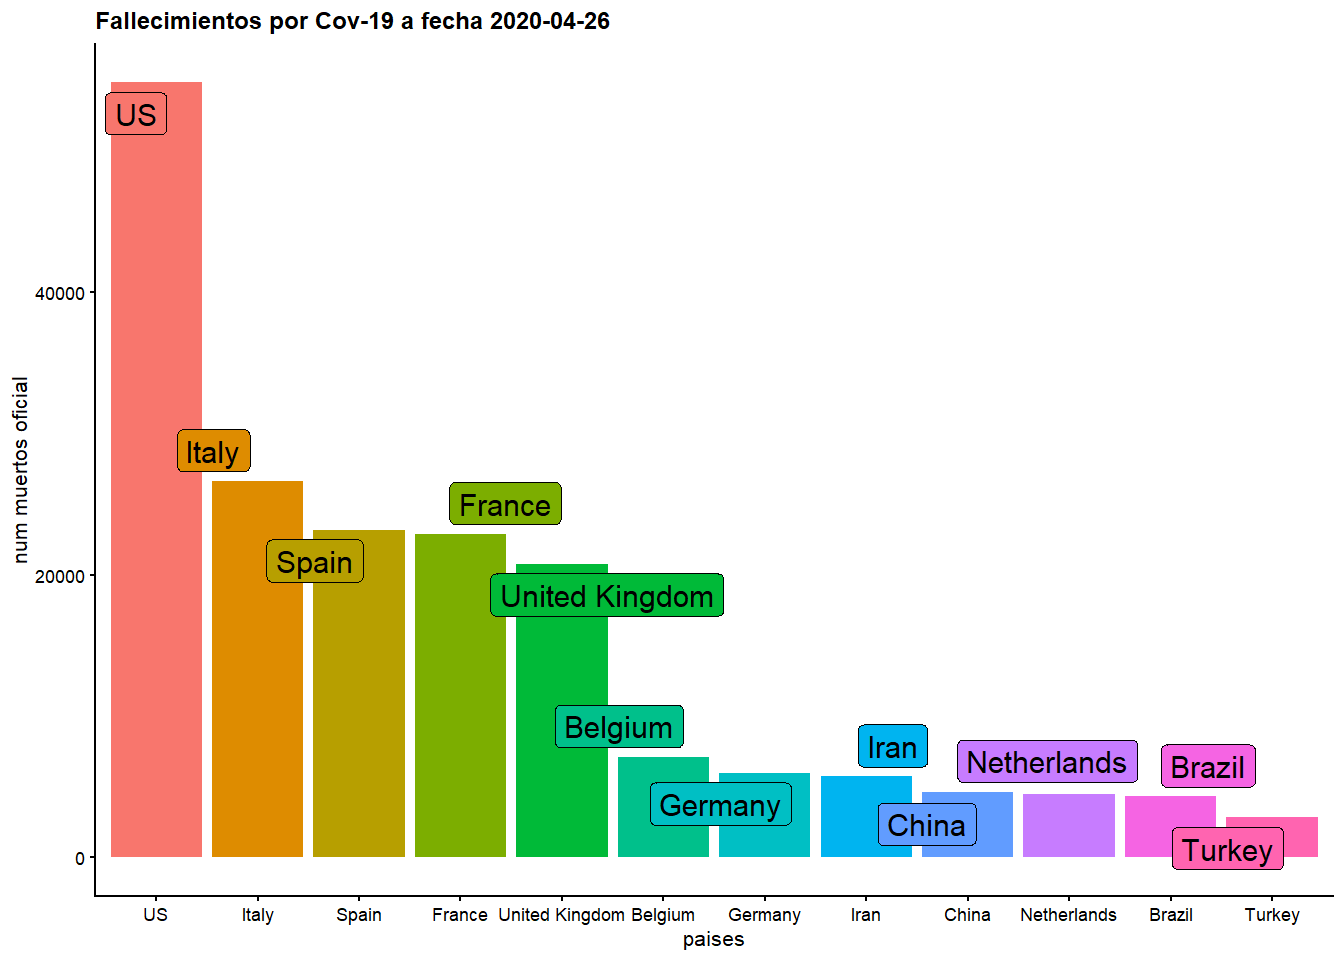 Fallecimientos por Cov-19 a fecha 2020-04-26
num muertos oficial
40000
20000
0
US
Italy
Spain
France
United Kingdom
Belgium
Germany
Iran
China
Netherlands
Brazil
Turkey
US Italy Spain France United Kingdom Belgium Germany Iran China Netherlands Brazil Turkey
paises